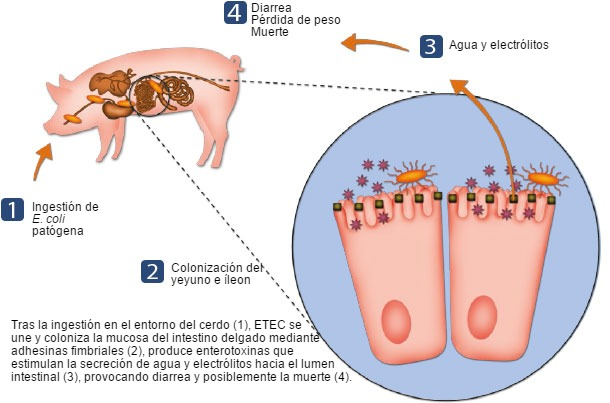 4
Diarrea
Pérdida de peso
Muerte
3
Agua y electrólitos
1
Ingestión de
E. coli
patógena
2
Colonización del
yeyuno e íleon
Tras la ingestión en el entorno del cerdo (1), ETEC se
une y coloniza la mucosa del intestino delgado mediante
adhesinas fimbriales (2), produce enterotoxinas que
estimulan la secreción de agua y electrólitos hacia el lumen
intestinal (3), provocando diarrea y posiblemente la muerte (4).